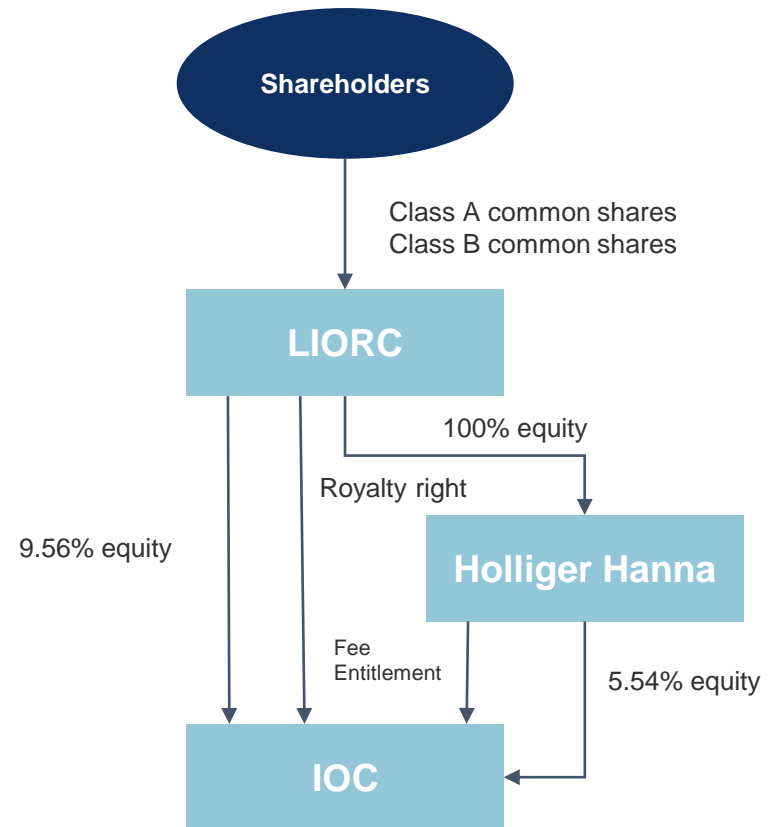 Shareholders
Class A common shares
Class B common shares
LIORC
100% equity
Royalty right
9.56% equity
Holliger Hanna
Fee
Entitlement
5.54% equity
IOC